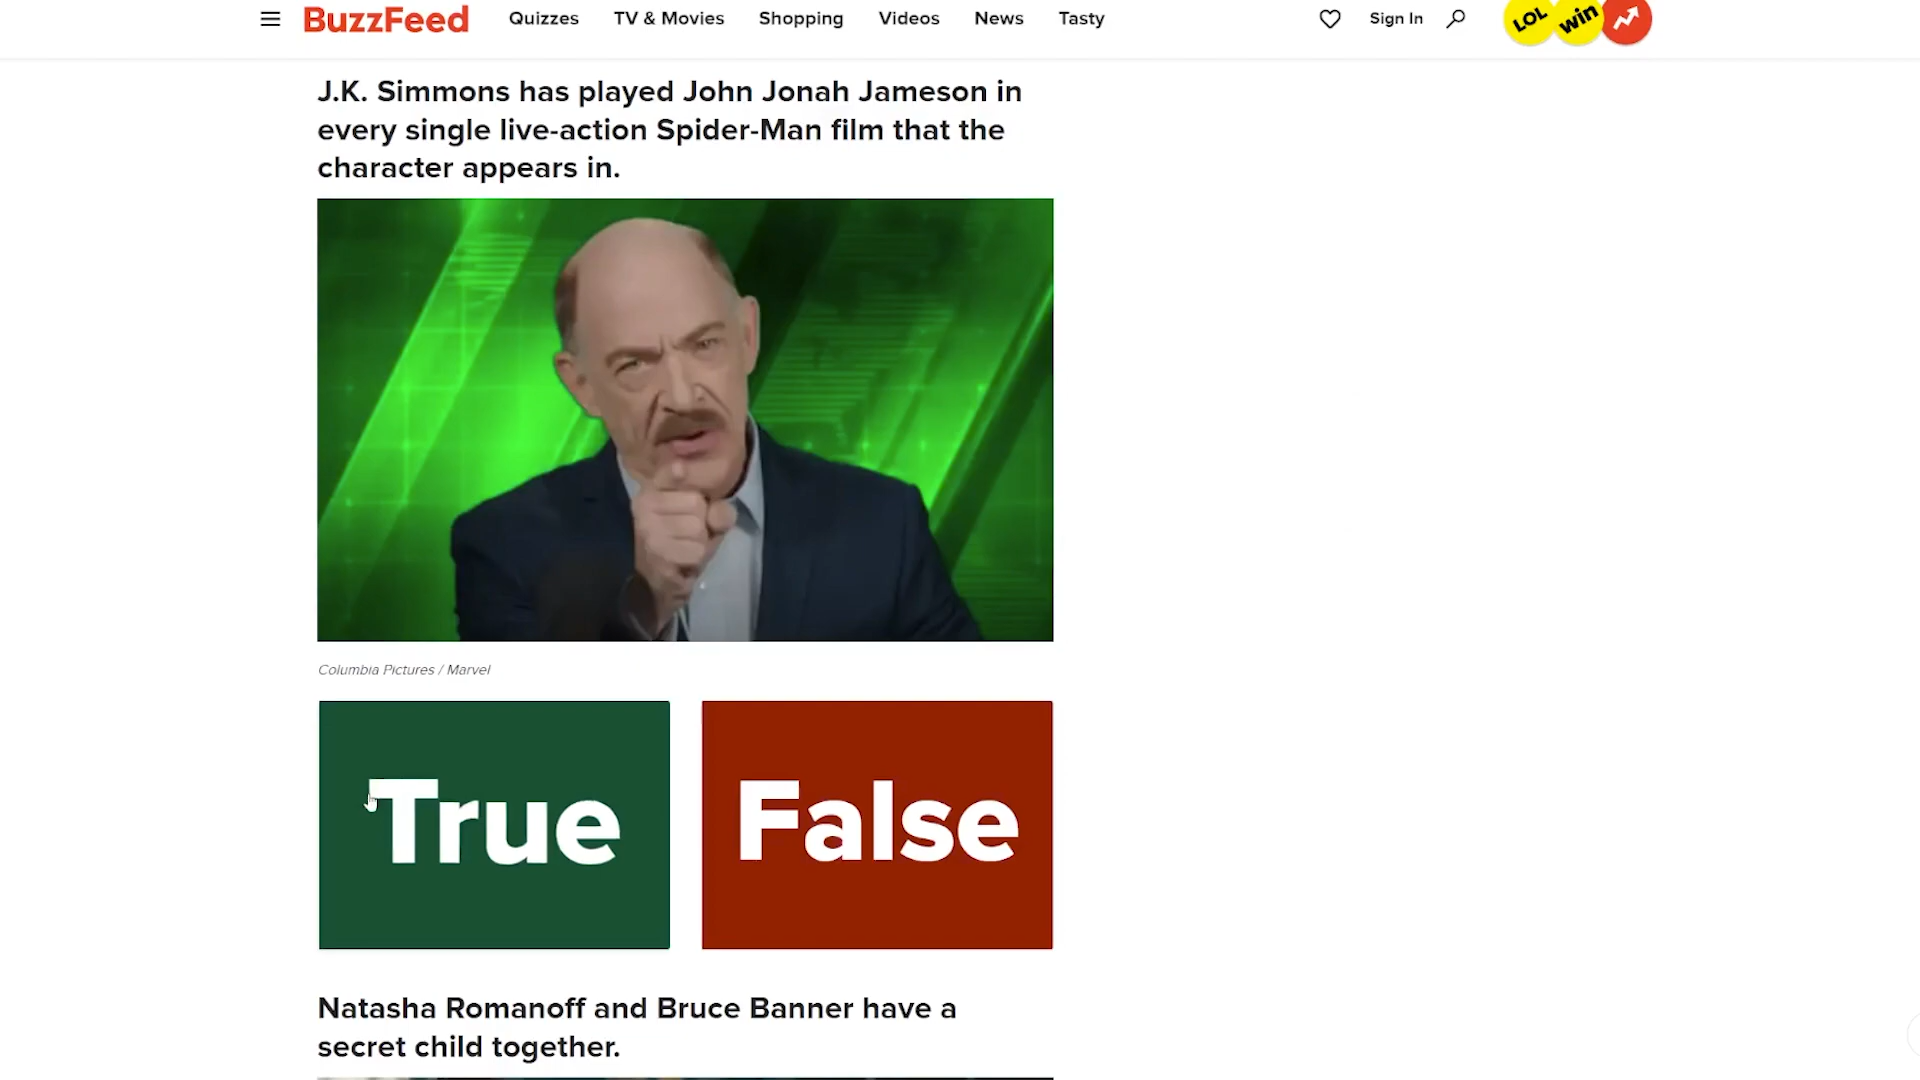 BuzzFeed Quizzes TV & Movies Shopping Videos News Tasty Sign In LOL win
J.K. Simmons has played John Jonah Jameson in
every single live-action Spider-Man film that the
character appears in.
Columbia Pictures / Marvel
True False
Natasha Romanoff and Bruce Banner have a
secret child together.